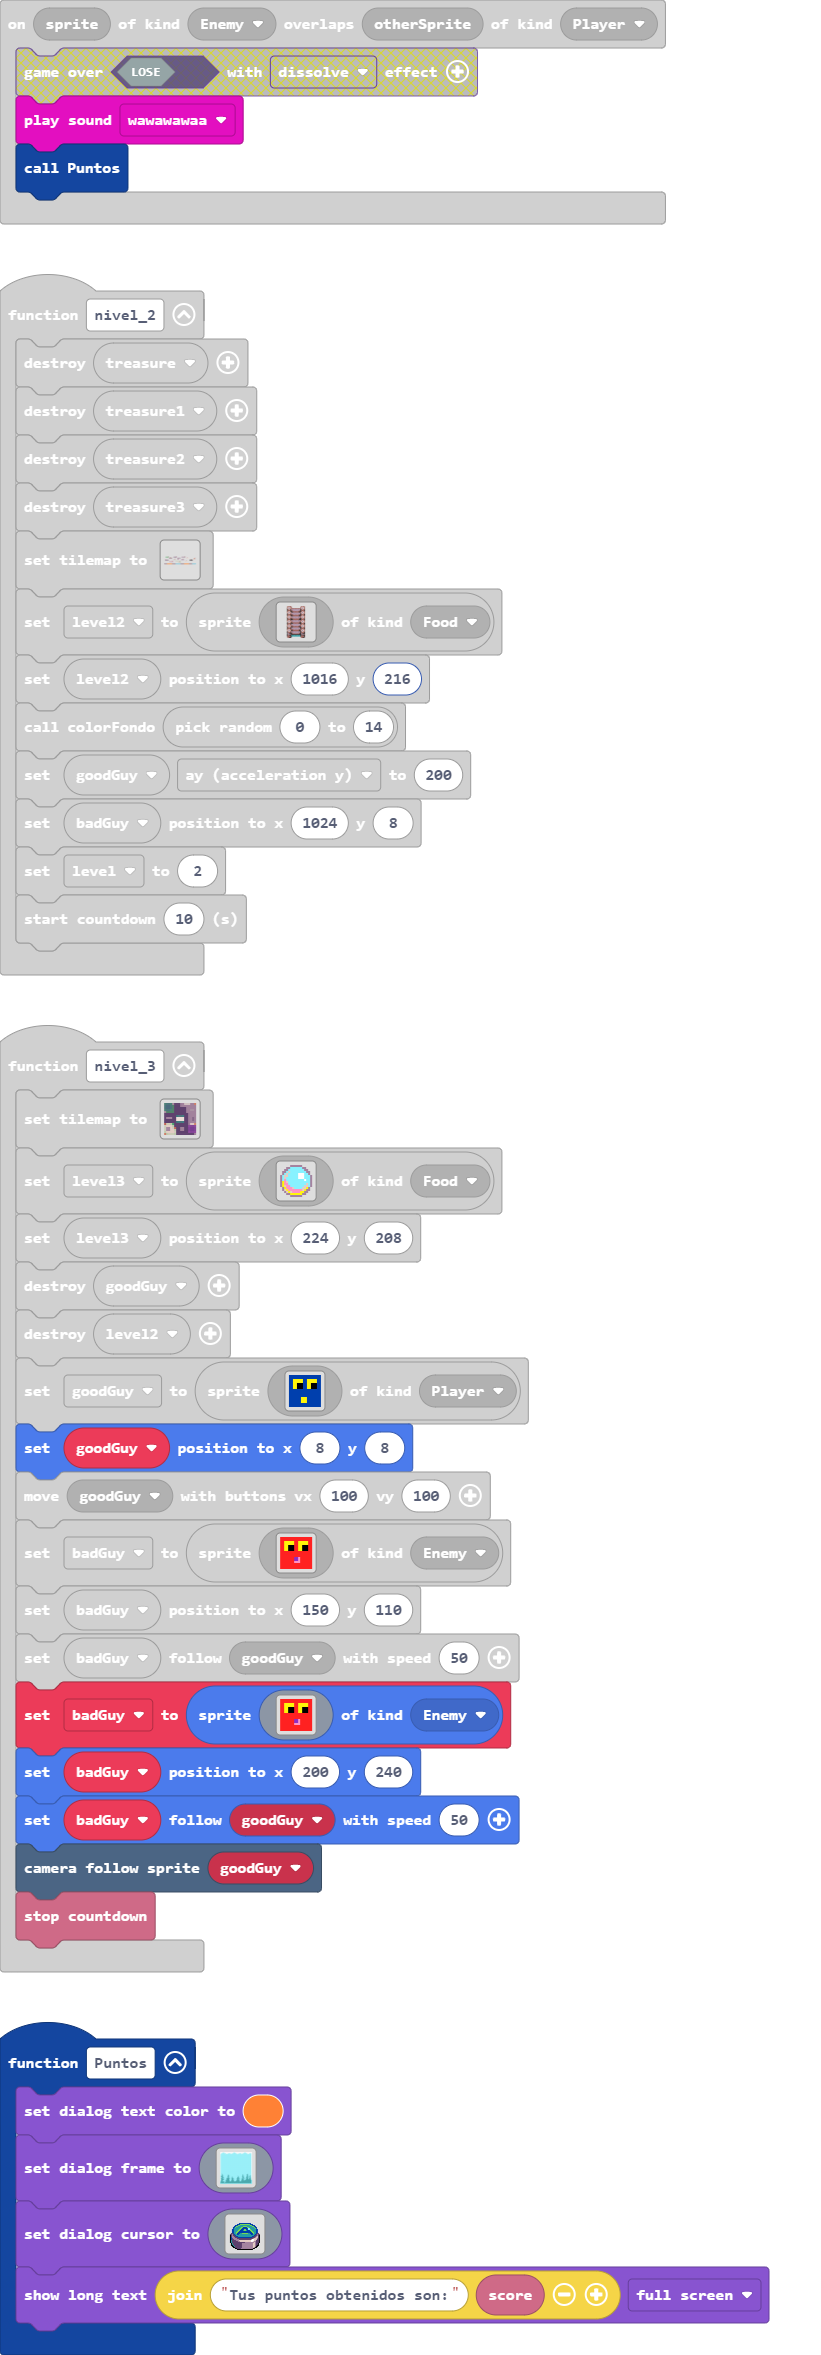 on sprite of kind Enemy overlaps otherSprite of kind Player
game over LOSE with dissolve effect
play sound wawawawaa
call Puntos
function nivel_2
destroy treasure
destroy treasure1
destroy treasure2
destroy treasure3
set tilemap to
set level2 to sprite of kind Food
set level2 position to x 1016 y 216
call colorFondo pick random 0 to 14
set goodGuy ay (acceleration y) to 200
set badGuy position to x 1024 y 8
set level to 2
start countdown 10 (s)
function nivel_3
set tilemap to
set level3 to sprite of kind Food
set level3 position to x 224 y 208
destroy goodGuy
destroy level2
set goodGuy to sprite of kind Player
set goodGuy position to x 8 y 8
move goodGuy with buttons vx 100 vy 100
set badGuy to sprite of kind Enemy
set badGuy position to x 150 y 110
set badGuy follow goodGuy with speed 50
set badGuy to sprite of kind Enemy
set badGuy position to x 200 y 240
set badGuy follow goodGuy with speed 50
camera follow sprite goodGuy
stop countdown
function Puntos
set dialog text color to
set dialog frame to
set dialog cursor to
show long text join "Tus puntos obtenidos son:" score full screen